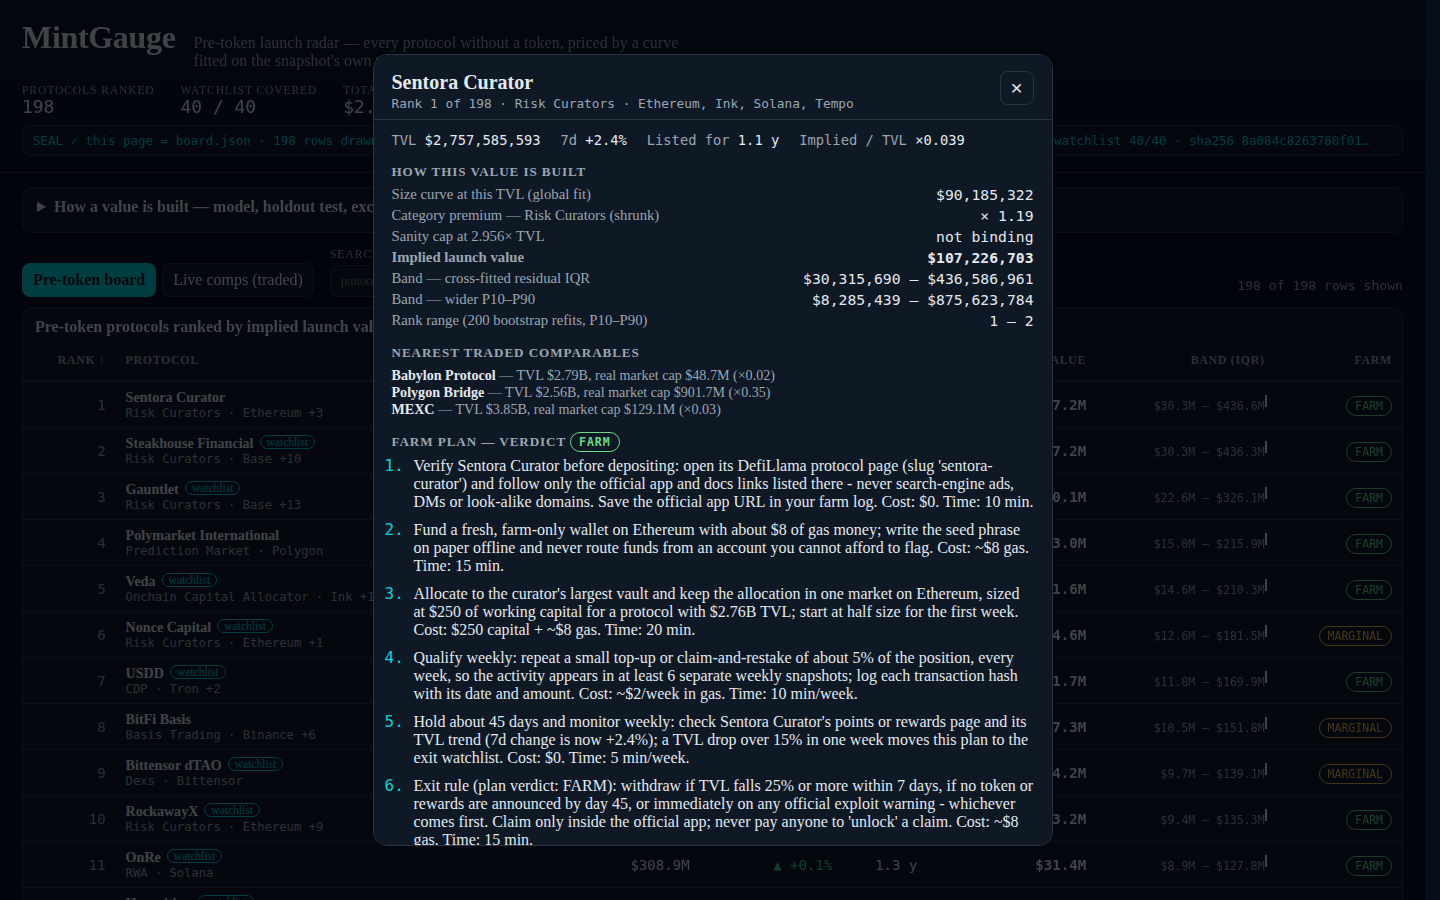 MintGauge
Pre-token launch radar — every protocol without a token, priced by a curve
fitted on the snapshot's own
PROTOCOLS RANKED
198
WATCHLIST COVERED
40 / 40
TOTA
$2.
SEAL ✓ this page = board.json · 198 rows drawn
watchlist 40/40 · sha256 8a084c8263760f01…
▶ How a value is built — model, holdout test, exc
Pre-token board
Live comps (traded)
SEARC
protoco
198 of 198 rows shown
Pre-token protocols ranked by implied launch val
RANK ↑ PROTOCOL ALUE BAND (IQR) FARM
1 Sentora Curator 7.2M $30.3M — $436.6M FARM
Risk Curators · Ethereum +3
2 Steakhouse Financial watchlist 7.2M $30.3M — $436.3M FARM
Risk Curators · Base +10
3 Gauntlet watchlist 0.1M $22.6M — $326.1M FARM
Risk Curators · Base +13
4 Polymarket International 3.0M $15.0M — $215.9M FARM
Prediction Market · Polygon
5 Veda watchlist 1.6M $14.6M — $210.3M FARM
Onchain Capital Allocator · Ink +1
6 Nonce Capital watchlist 4.6M $12.6M — $181.5M MARGINAL
Risk Curators · Ethereum +1
7 USDD watchlist 1.7M $11.8M — $169.9M FARM
CDP · Tron +2
8 BitFi Basis 7.3M $10.5M — $151.8M MARGINAL
Basis Trading · Binance +6
9 Bittensor dTAO watchlist 4.2M $9.7M — $139.1M MARGINAL
Dexs · Bittensor
10 RockawayX watchlist 3.2M $9.4M — $135.3M FARM
Risk Curators · Ethereum +9
11 OnRe watchlist $308.9M ▲ +0.1% 1.3 y $31.4M $8.9M — $127.8M FARM
RWA · Solana
Sentora Curator
×
Rank 1 of 198 · Risk Curators · Ethereum, Ink, Solana, Tempo
TVL $2,757,585,593 7d +2.4% Listed for 1.1 y Implied / TVL ×0.039
HOW THIS VALUE IS BUILT
Size curve at this TVL (global fit) $90,185,322
Category premium — Risk Curators (shrunk) × 1.19
Sanity cap at 2.956× TVL not binding
Implied launch value $107,226,703
Band — cross-fitted residual IQR $30,315,690 — $436,586,961
Band — wider P10–P90 $8,285,439 — $875,623,784
Rank range (200 bootstrap refits, P10–P90) 1 — 2
NEAREST TRADED COMPARABLES
Babylon Protocol — TVL $2.79B, real market cap $48.7M (×0.02)
Polygon Bridge — TVL $2.56B, real market cap $901.7M (×0.35)
MEXC — TVL $3.85B, real market cap $129.1M (×0.03)
FARM PLAN — VERDICT FARM
1. Verify Sentora Curator before depositing: open its DefiLlama protocol page (slug 'sentora-
curator') and follow only the official app and docs links listed there - never search-engine ads,
DMs or look-alike domains. Save the official app URL in your farm log. Cost: $0. Time: 10 min.
2. Fund a fresh, farm-only wallet on Ethereum with about $8 of gas money; write the seed phrase
on paper offline and never route funds from an account you cannot afford to flag. Cost: ~$8 gas.
Time: 15 min.
3. Allocate to the curator's largest vault and keep the allocation in one market on Ethereum, sized
at $250 of working capital for a protocol with $2.76B TVL; start at half size for the first week.
Cost: $250 capital + ~$8 gas. Time: 20 min.
4. Qualify weekly: repeat a small top-up or claim-and-restake of about 5% of the position, every
week, so the activity appears in at least 6 separate weekly snapshots; log each transaction hash
with its date and amount. Cost: ~$2/week in gas. Time: 10 min/week.
5. Hold about 45 days and monitor weekly: check Sentora Curator's points or rewards page and its
TVL trend (7d change is now +2.4%); a TVL drop over 15% in one week moves this plan to the
exit watchlist. Cost: $0. Time: 5 min/week.
6. Exit rule (plan verdict: FARM): withdraw if TVL falls 25% or more within 7 days, if no token or
rewards are announced by day 45, or immediately on any official exploit warning - whichever
comes first. Claim only inside the official app; never pay anyone to 'unlock' a claim. Cost: ~$8
gas. Time: 15 min.